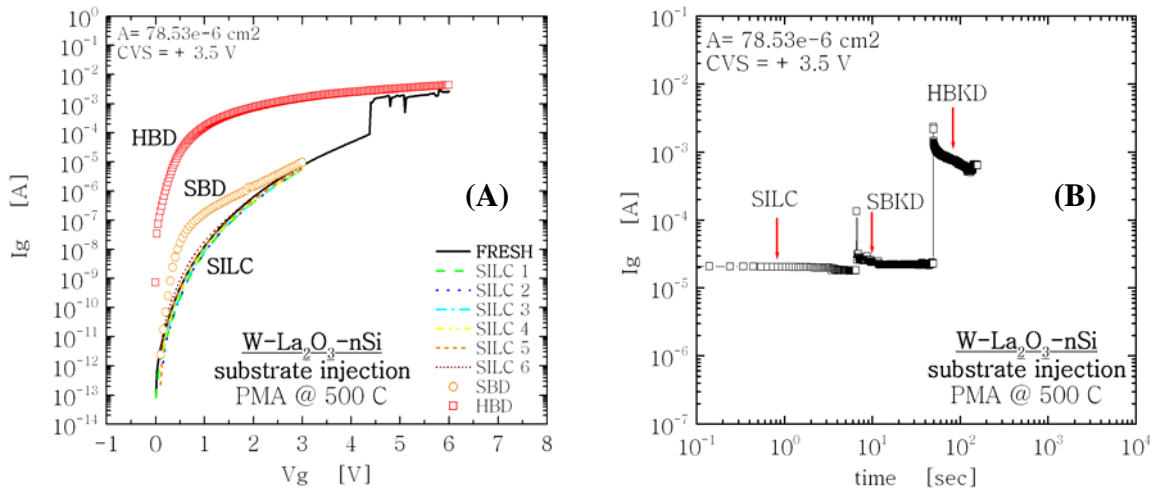 A= 78.53e-6 cm2
CVS = + 3.5 V
HBD
SBD
SILC
(A)
FRESH
SILC 1
SILC 2
SILC 3
SILC 4
SILC 5
SILC 6
SBD
HBD
W-La2O3-nSi
substrate injection
PMA @ 500 C
Ig [A]
10^0
10^-1
10^-2
10^-3
10^-4
10^-5
10^-6
10^-7
10^-8
10^-9
10^-10
10^-11
10^-12
10^-13
10^-14
-1 0 1 2 3 4 5 6 7 8
Vg [V]
A= 78.53e-6 cm2
CVS = + 3.5 V
HBKD
SILC
SBKD
(B)
W-La2O3-nSi
substrate injection
PMA @ 500 C
Ig [A]
10^-1
10^-2
10^-3
10^-4
10^-5
10^-6
10^-7
10^-1 10^0 10^1 10^2 10^3 10^4
time [sec]